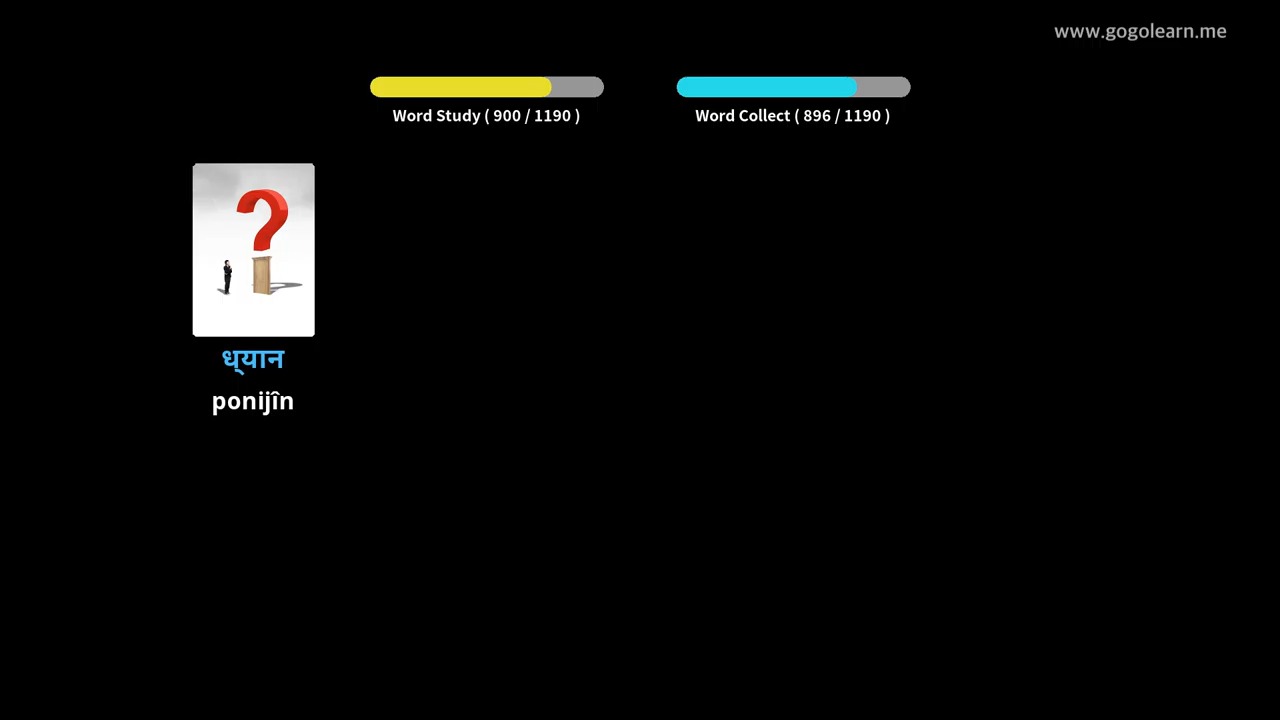 www.gogolearn.me
Word Study ( 900 / 1190 )
Word Collect ( 896 / 1190 )
ध्यान
ponijîn